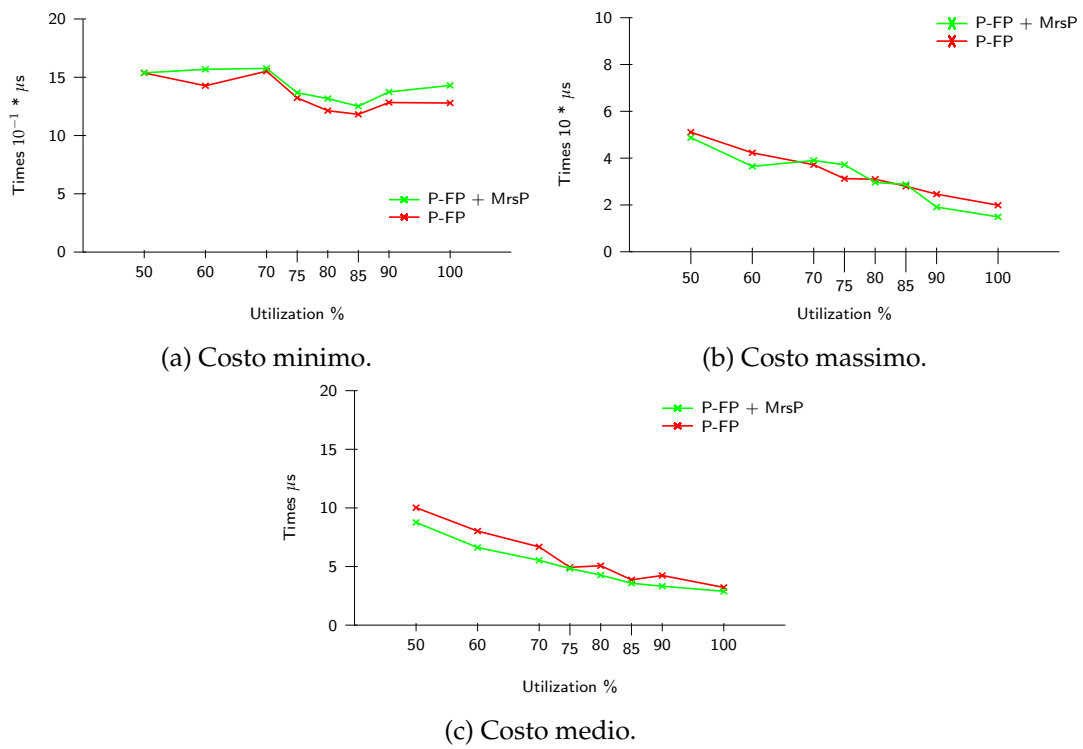 20
15
10
5
0
Times 10⁻¹ * µs
P-FP + MrsP
P-FP
50 60 70 75 80 85 90 100
Utilization %
(a) Costo minimo.
10
8
6
4
2
0
Times 10 * µs
P-FP + MrsP
P-FP
50 60 70 75 80 85 90 100
Utilization %
(b) Costo massimo.
20
15
10
5
0
Times µs
P-FP + MrsP
P-FP
50 60 70 75 80 85 90 100
Utilization %
(c) Costo medio.